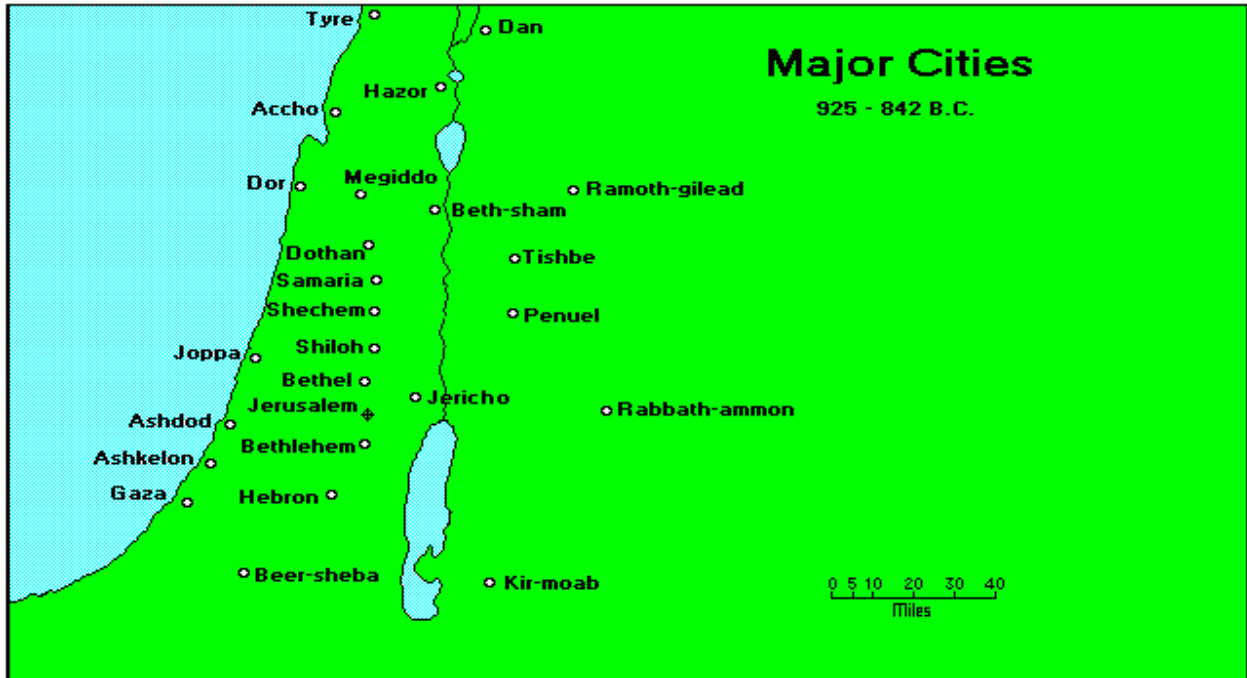 Tyre
Dan
Major Cities
925 - 842 B.C.
Hazor
Accho
Megiddo
Dor
Ramoth-gilead
Beth-sham
Dothan
Tishbe
Samaria
Shechem
Penuel
Shiloh
Joppa
Bethel
Jericho
Jerusalem
Rabbath-ammon
Ashdod
Bethlehem
Ashkelon
Gaza
Hebron
Beer-sheba
Kir-moab
0 5 10 20 30 40
Miles